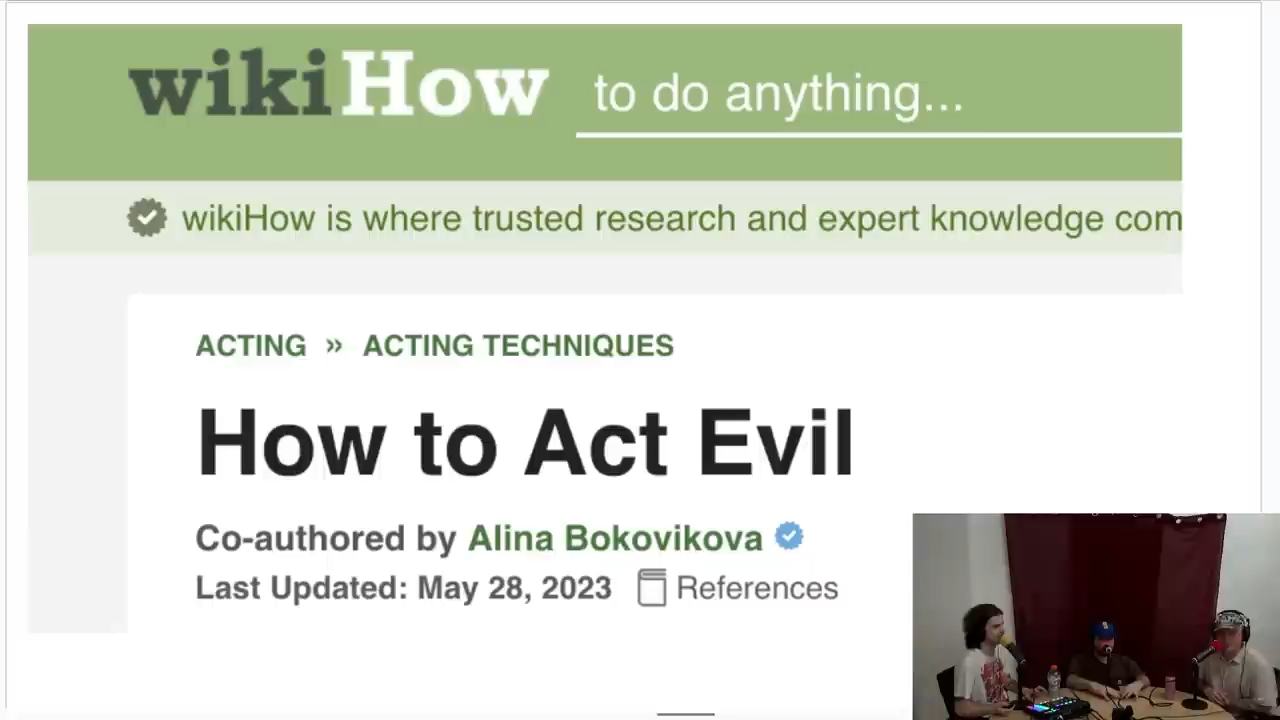 wikiHow to do anything...
wikiHow is where trusted research and expert knowledge com
ACTING » ACTING TECHNIQUES
How to Act Evil
Co-authored by Alina Bokovikova
Last Updated: May 28, 2023 References